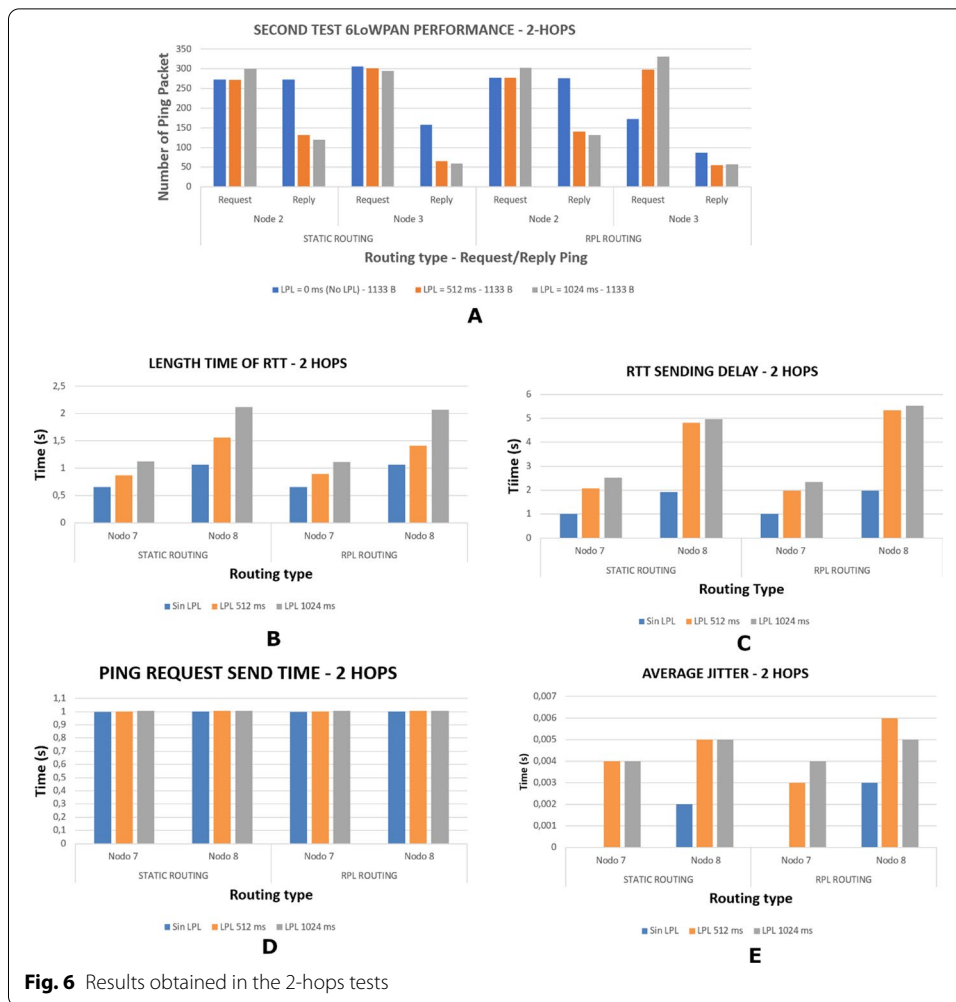 SECOND TEST 6LoWPAN PERFORMANCE - 2-HOPS
Number of Ping Packet
350
300
250
200
150
100
50
0
Request Reply Request Reply Request Reply Request Reply
Node 2 Node 3 Node 2 Node 3
STATIC ROUTING RPL ROUTING
Routing type - Request/Reply Ping
LPL = 0 ms (No LPL) - 1133 B LPL = 512 ms - 1133 B LPL = 1024 ms - 1133 B
A
LENGTH TIME OF RTT - 2 HOPS
Time (s)
2,5
2
1,5
1
0,5
0
Nodo 7 Nodo 8 Nodo 7 Nodo 8
STATIC ROUTING RPL ROUTING
Routing type
Sin LPL LPL 512 ms LPL 1024 ms
B
RTT SENDING DELAY - 2 HOPS
Tíime (s)
6
5
4
3
2
1
0
Nodo 7 Nodo 8 Nodo 7 Nodo 8
STATIC ROUTING RPL ROUTING
Routing Type
Sin LPL LPL 512 ms LPL 1024 ms
C
PING REQUEST SEND TIME - 2 HOPS
Time (s)
1,1
1
0,9
0,8
0,7
0,6
0,5
0,4
0,3
0,2
0,1
0
Nodo 7 Nodo 8 Nodo 7 Nodo 8
STATIC ROUTING RPL ROUTING
Routing type
Sin LPL LPL 512 ms LPL 1024 ms
D
AVERAGE JITTER - 2 HOPS
Time (s)
0,007
0,006
0,005
0,004
0,003
0,002
0,001
0
Nodo 7 Nodo 8 Nodo 7 Nodo 8
STATIC ROUTING RPL ROUTING
Routing type
Sin LPL LPL 512 ms LPL 1024 ms
E
Fig. 6 Results obtained in the 2-hops tests